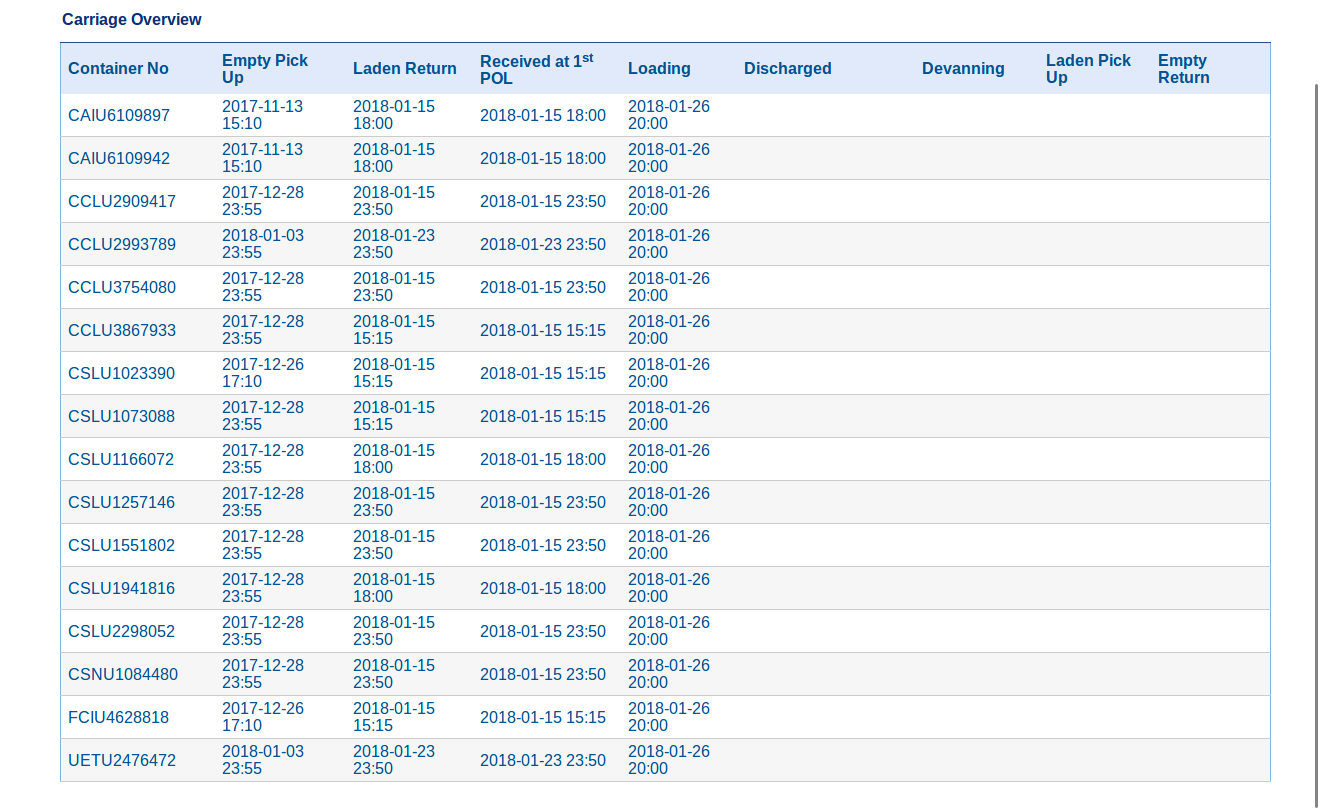 Carriage Overview
Container No Empty Pick Up Laden Return Received at 1st POL Loading Discharged Devanning Laden Pick Up Empty Return
CAIU6109897 2017-11-13 15:10 2018-01-15 18:00 2018-01-15 18:00 2018-01-26 20:00
CAIU6109942 2017-11-13 15:10 2018-01-15 18:00 2018-01-15 18:00 2018-01-26 20:00
CCLU2909417 2017-12-28 23:55 2018-01-15 23:50 2018-01-15 23:50 2018-01-26 20:00
CCLU2993789 2018-01-03 23:55 2018-01-23 23:50 2018-01-23 23:50 2018-01-26 20:00
CCLU3754080 2017-12-28 23:55 2018-01-15 23:50 2018-01-15 23:50 2018-01-26 20:00
CCLU3867933 2017-12-28 23:55 2018-01-15 15:15 2018-01-15 15:15 2018-01-26 20:00
CSLU1023390 2017-12-26 17:10 2018-01-15 15:15 2018-01-15 15:15 2018-01-26 20:00
CSLU1073088 2017-12-28 23:55 2018-01-15 15:15 2018-01-15 15:15 2018-01-26 20:00
CSLU1166072 2017-12-28 23:55 2018-01-15 18:00 2018-01-15 18:00 2018-01-26 20:00
CSLU1257146 2017-12-28 23:55 2018-01-15 23:50 2018-01-15 23:50 2018-01-26 20:00
CSLU1551802 2017-12-28 23:55 2018-01-15 23:50 2018-01-15 23:50 2018-01-26 20:00
CSLU1941816 2017-12-28 23:55 2018-01-15 18:00 2018-01-15 18:00 2018-01-26 20:00
CSLU2298052 2017-12-28 23:55 2018-01-15 23:50 2018-01-15 23:50 2018-01-26 20:00
CSNU1084480 2017-12-28 23:55 2018-01-15 23:50 2018-01-15 23:50 2018-01-26 20:00
FCIU4628818 2017-12-26 17:10 2018-01-15 15:15 2018-01-15 15:15 2018-01-26 20:00
UETU2476472 2018-01-03 23:55 2018-01-23 23:50 2018-01-23 23:50 2018-01-26 20:00